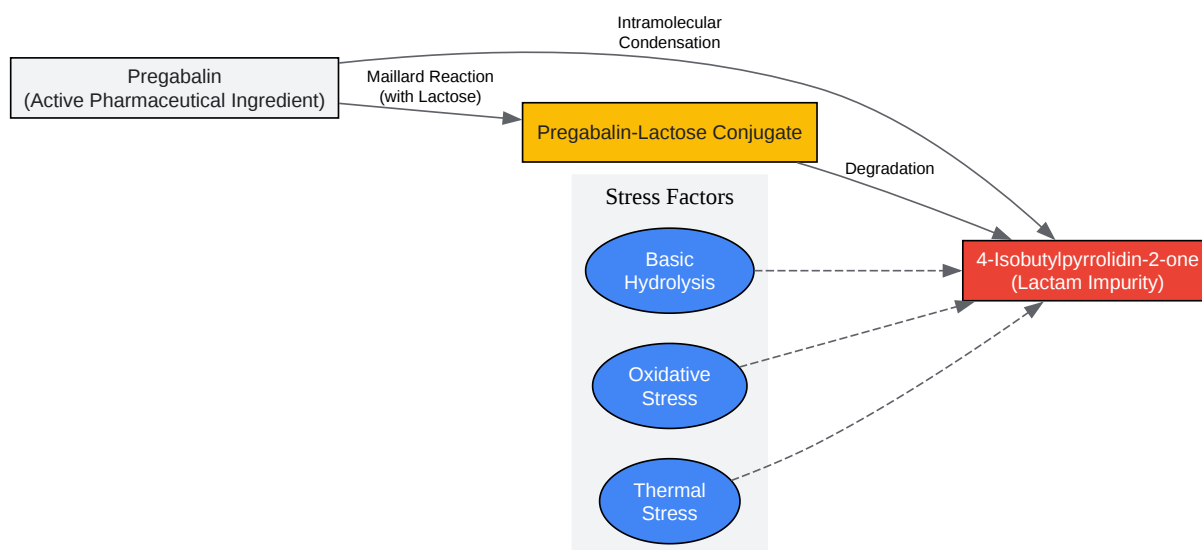 Intramolecular
Condensation
Pregabalin
(Active Pharmaceutical Ingredient)
Maillard Reaction
(with Lactose)
Pregabalin-Lactose Conjugate
Degradation
Stress Factors
Basic
Hydrolysis
4-Isobutylpyrrolidin-2-one
(Lactam Impurity)
Oxidative
Stress
Thermal
Stress